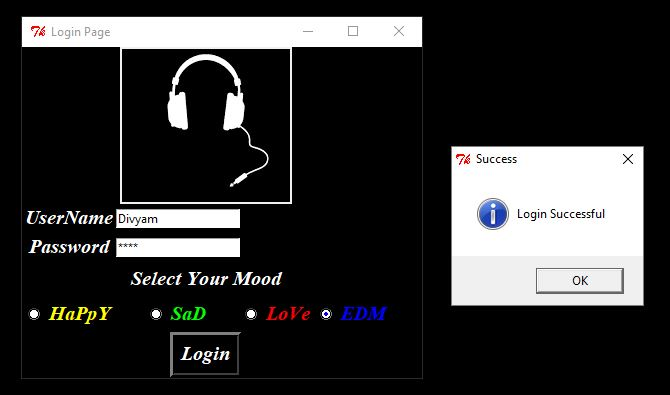 Login Page
UserName Divyam
Password ****
Select Your Mood
HaPpY SaD LoVe EDM
Login
Success
Login Successful
OK